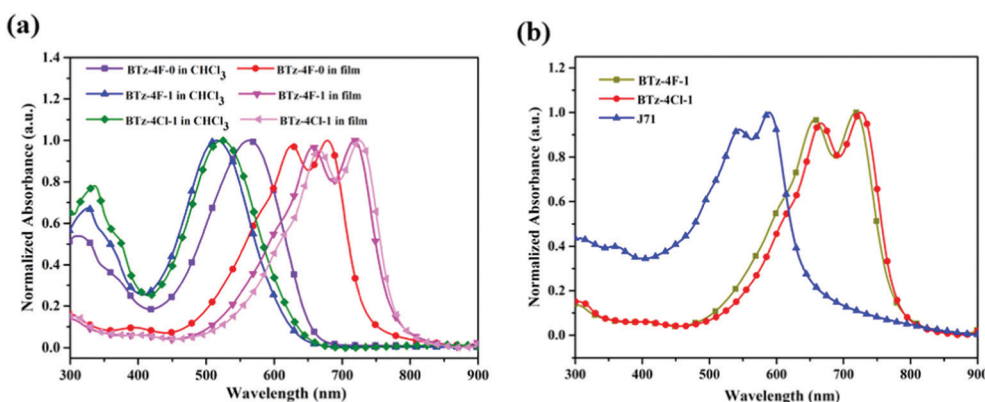 (a)
Normalized Absorbance (a.u.)
1.4
1.2
1.0
0.8
0.6
0.4
0.2
0.0
BTz-4F-0 in CHCl3
BTz-4F-1 in CHCl3
BTz-4Cl-1 in CHCl3
BTz-4F-0 in film
BTz-4F-1 in film
BTz-4Cl-1 in film
300 400 500 600 700 800 900
Wavelength (nm)
(b)
Normalized Absorbance (a.u.)
1.2
1.0
0.8
0.6
0.4
0.2
0.0
BTz-4F-1
BTz-4Cl-1
J71
300 400 500 600 700 800 900
Wavelength (nm)